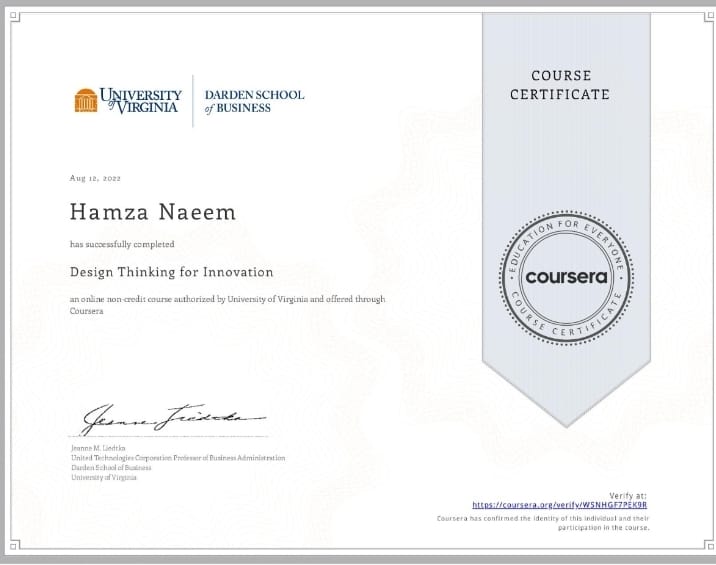 UNIVERSITY
of VIRGINIA
DARDEN SCHOOL
of BUSINESS
COURSE
CERTIFICATE
Aug 12, 2022
Hamza Naeem
has successfully completed
Design Thinking for Innovation
an online non-credit course authorized by University of Virginia and offered through
Coursera
EDUCATION FOR EVERYONE
coursera
COURSE CERTIFICATE
Jeanne M. Liedtka
United Technologies Corporation Professor of Business Administration
Darden School of Business
University of Virginia
Verify at:
https://coursera.org/verify/WSNHGF7PEK9R
Coursera has confirmed the identity of this individual and their
participation in the course.